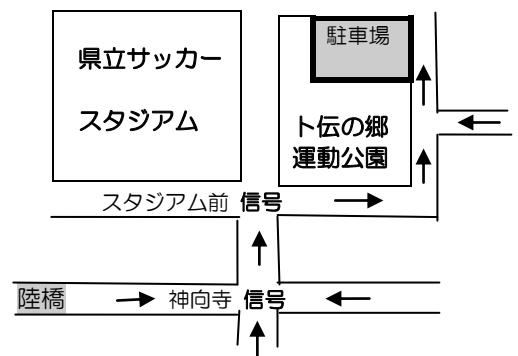 駐車場
県立サッカー
スタジアム
卜伝の郷
運動公園
スタジアム前 信号
陸橋
神向寺 信号